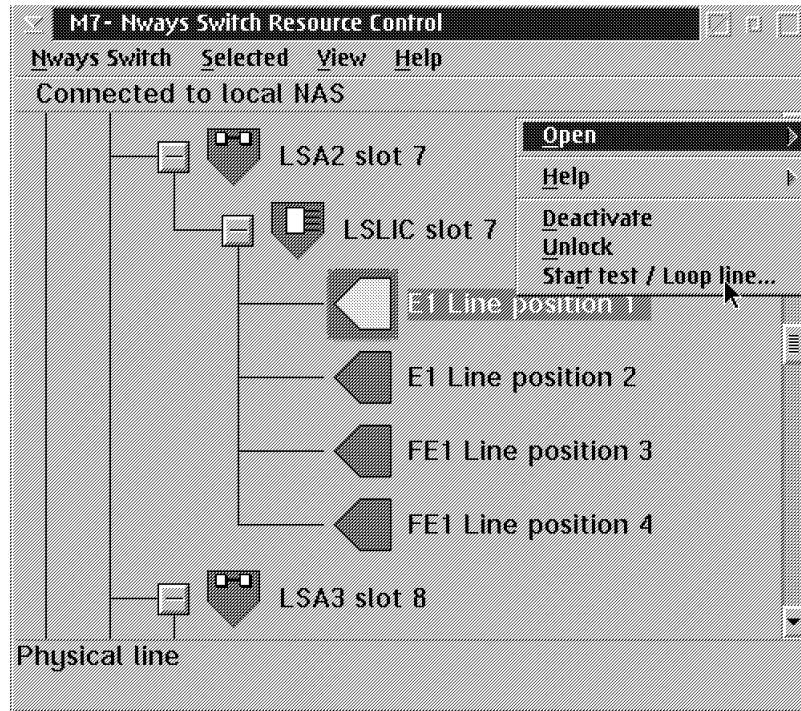 M7- Nways Switch Resource Control
Nways Switch Selected View Help
Connected to local NAS
LSA2 slot 7
LSLIC slot 7
E1 Line position 1
E1 Line position 2
FE1 Line position 3
FE1 Line position 4
LSA3 slot 8
Open
Help
Deactivate
Unlock
Start test / Loop line...
Physical line